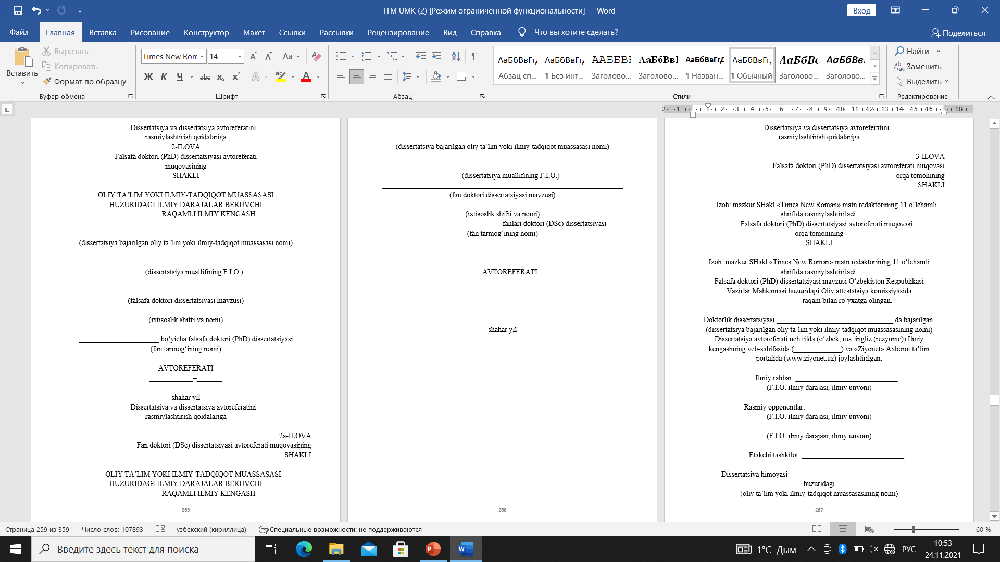 ITM UMK (2) [Режим ограниченной функциональности] - Word
Вход
Файл Главная Вставка Рисование Конструктор Макет Ссылки Рассылки Рецензирование Вид Справка Что вы хотите сделать? Поделиться
Вставить
Вырезать
Копировать
Формат по образцу
Буфер обмена
Times New Ron 14
Шрифт
Абзац
Абзац сп...
¶ Без инт...
Заголово...
Заголово...
¶ Назван...
¶ Обычный
Заголово...
Заголово...
Стили
Найти
Заменить
Выделить
Редактирование
2 1 1 2 3 4 5 6 7 8 9 10 11 12 13 14 15 16 18
Dissertatsiya va dissertatsiya avtoreferatini
rasmiylashtirish qoidalariga
2-ILOVA
Falsafa doktori (PhD) dissertatsiyasi avtoreferati
muqovasining
SHAKLI
OLIY TA’LIM YOKI ILMIY-TADQIQOT MUASSASASI
HUZURIDAGI ILMIY DARAJALAR BERUVCHI
____________ RAQAMLI ILMIY KENGASH
________________________________________
(dissertatsiya bajarilgan oliy ta’lim yoki ilmiy-tadqiqot muassasasi nomi)
(dissertatsiya muallifining F.I.O.)
__________________________________________________________________
(falsafa doktori dissertatsiyasi mavzusi)
______________________________________________________
(ixtisoslik shifri va nomi)
______________________ bo‘yicha falsafa doktori (PhD) dissertatsiyasi
(fan tarmog‘ining nomi)
AVTOREFERATI
____________–_______
shahar yil
Dissertatsiya va dissertatsiya avtoreferatini
rasmiylashtirish qoidalariga
2a-ILOVA
Fan doktori (DSc) dissertatsiyasi avtoreferati muqovasining
SHAKLI
OLIY TA’LIM YOKI ILMIY-TADQIQOT MUASSASASI
HUZURIDAGI ILMIY DARAJALAR BERUVCHI
____________ RAQAMLI ILMIY KENGASH
265
_______________________________________
(dissertatsiya bajarilgan oliy ta’lim yoki ilmiy-tadqiqot muassasasi nomi)
(dissertatsiya muallifining F.I.O.)
__________________________________________________________________
(fan doktori dissertatsiyasi mavzusi)
______________________________________________________
(ixtisoslik shifri va nomi)
____________________________ fanlari doktori (DSc) dissertatsiyasi
(fan tarmog‘ining nomi)
AVTOREFERATI
____________–_______
shahar yil
266
Dissertatsiya va dissertatsiya avtoreferatini
rasmiylashtirish qoidalariga
3-ILOVA
Falsafa doktori (PhD) dissertatsiyasi avtoreferati muqovasi
orqa tomonining
SHAKLI
Izoh: mazkur SHakl «Times New Roman» matn redaktorining 11 o‘lchamli
shriftda rasmiylashtiriladi.
Falsafa doktori (PhD) dissertatsiyasi avtoreferati muqovasi
orqa tomonining
SHAKLI
Izoh: mazkur SHakl «Times New Roman» matn redaktorining 11 o‘lchamli
shriftda rasmiylashtiriladi.
Falsafa doktori (PhD) dissertatsiyasi mavzusi O‘zbekiston Respublikasi
Vazirlar Mahkamasi huzuridagi Oliy attestatsiya komissiyasida
_______________ raqam bilan ro‘yxatga olingan.
Doktorlik dissertatsiyasi ________________________________ da bajarilgan.
(dissertatsiya bajarilgan oliy ta’lim yoki ilmiy-tadqiqot muassasasining nomi)
Dissertatsiya avtoreferati uch tilda (o‘zbek, rus, ingliz (rezyume)) Ilmiy
kengashning veb-sahifasida (_____________) va «Ziyonet» Axborot ta’lim
portalida (www.ziyonet.uz) joylashtirilgan.
Ilmiy rahbar: ____________________________
(F.I.O. ilmiy darajasi, ilmiy unvoni)
Rasmiy opponentlar: ____________________________
(F.I.O. ilmiy darajasi, ilmiy unvoni)
____________________________
(F.I.O. ilmiy darajasi, ilmiy unvoni)
Etakchi tashkilot: ____________________________
Dissertatsiya himoyasi _______________________________________
huzuridagi
(oliy ta’lim yoki ilmiy-tadqiqot muassasasining nomi)
267
Страница 259 из 359 Число слов: 107893 узбекский (кириллица) Специальные возможности: не поддерживаются 60 %
Введите здесь текст для поиска
1°C Дым РУС
10:53
24.11.2021